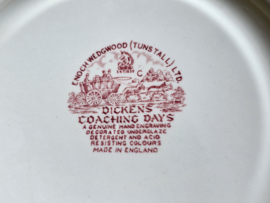 ENOCH WEDGWOOD (TUNSTALL) LTD.
DICKENS
COACHING DAYS
A GENUINE HAND ENGRAVING
DECORATED UNDERGLAZE
DETERGENT AND ACID
RESISTING COLOURS
MADE IN ENGLAND